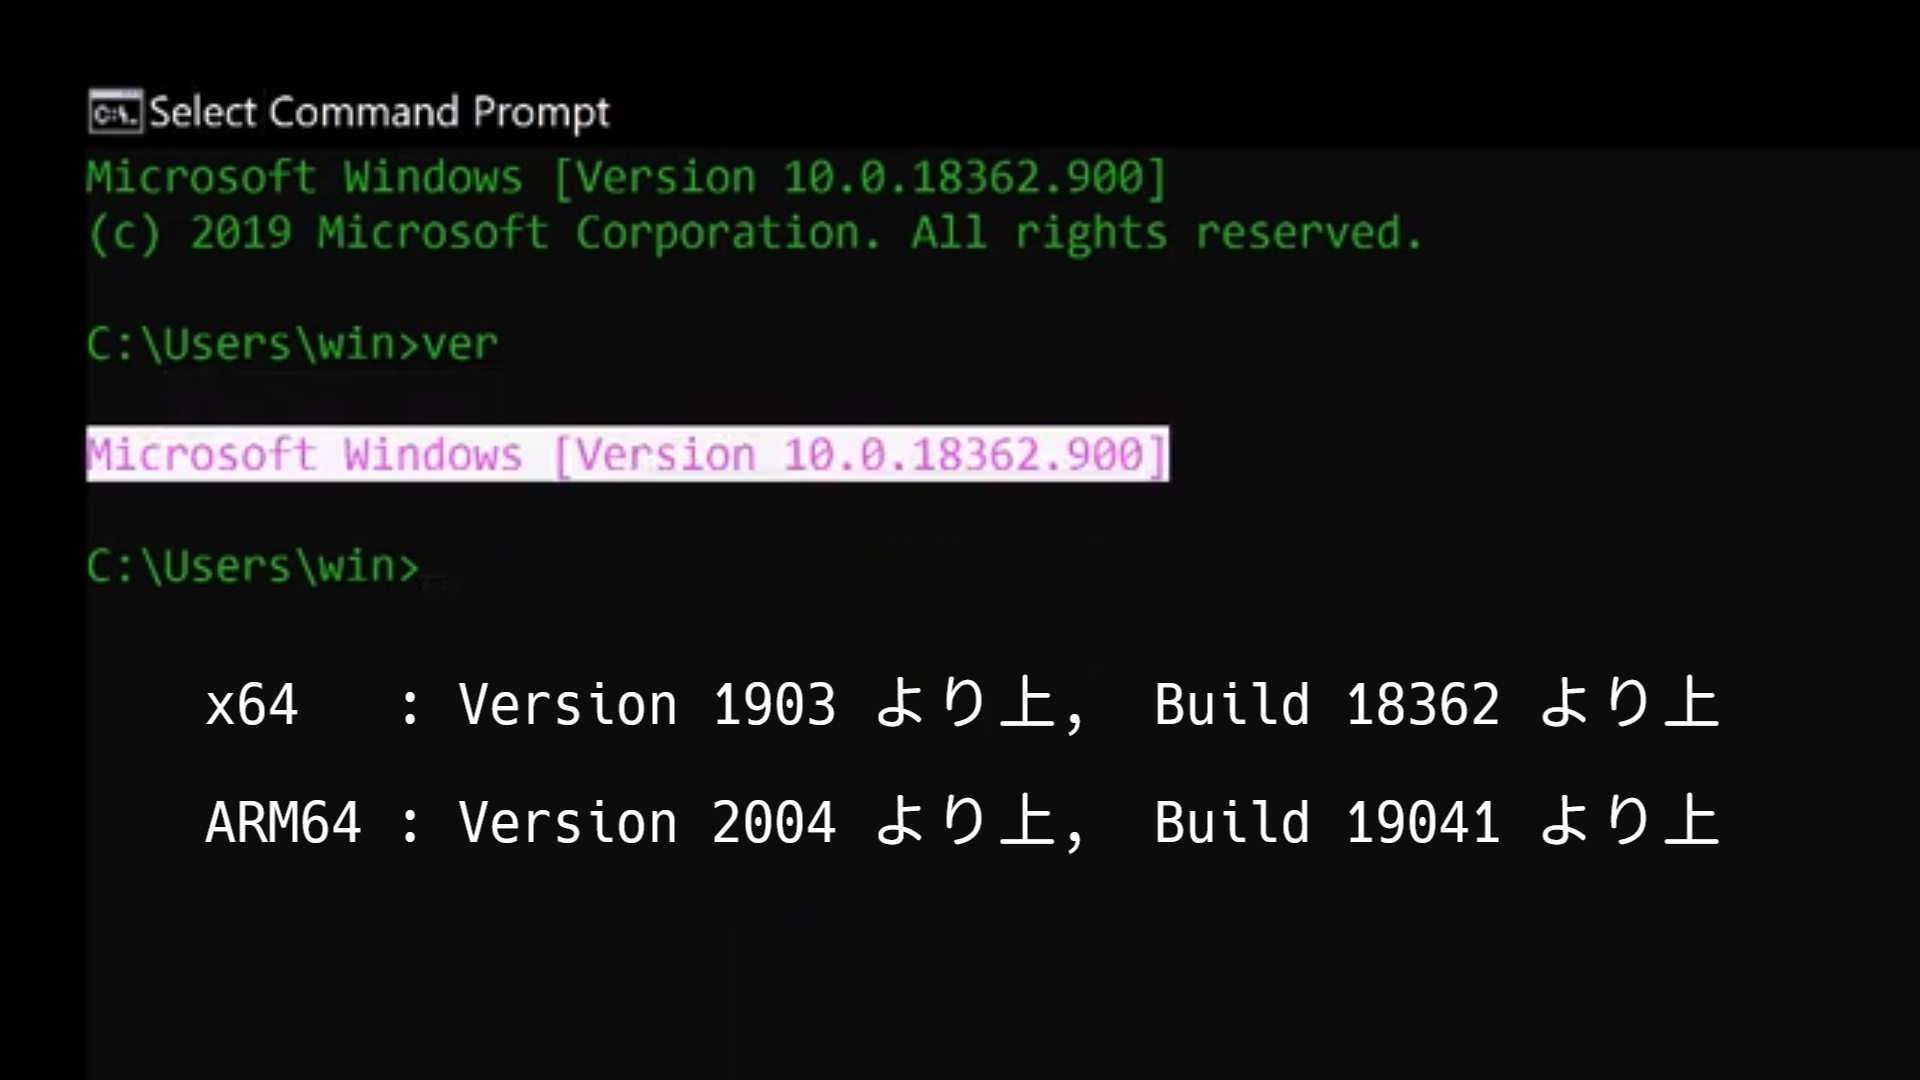 Select Command Prompt
Microsoft Windows [Version 10.0.18362.900]
(c) 2019 Microsoft Corporation. All rights reserved.
C:\Users\win>ver
Microsoft Windows [Version 10.0.18362.900]
C:\Users\win>
x64 : Version 1903 より上, Build 18362 より上
ARM64 : Version 2004 より上, Build 19041 より上